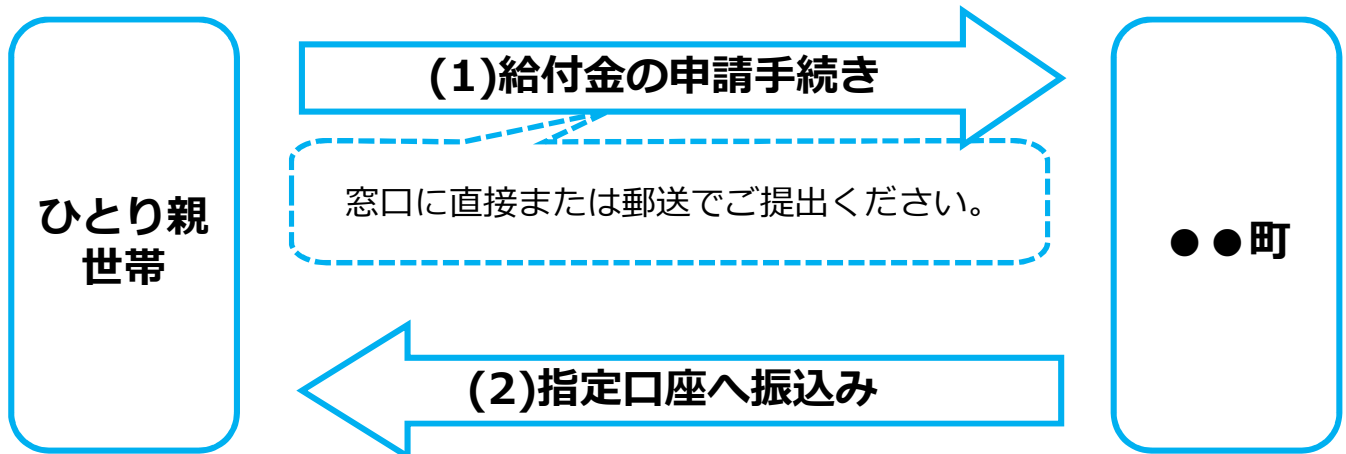 (1)給付金の申請手続き
窓口に直接または郵送でご提出ください。
ひとり親
世帯
●●町
(2)指定口座へ振込み